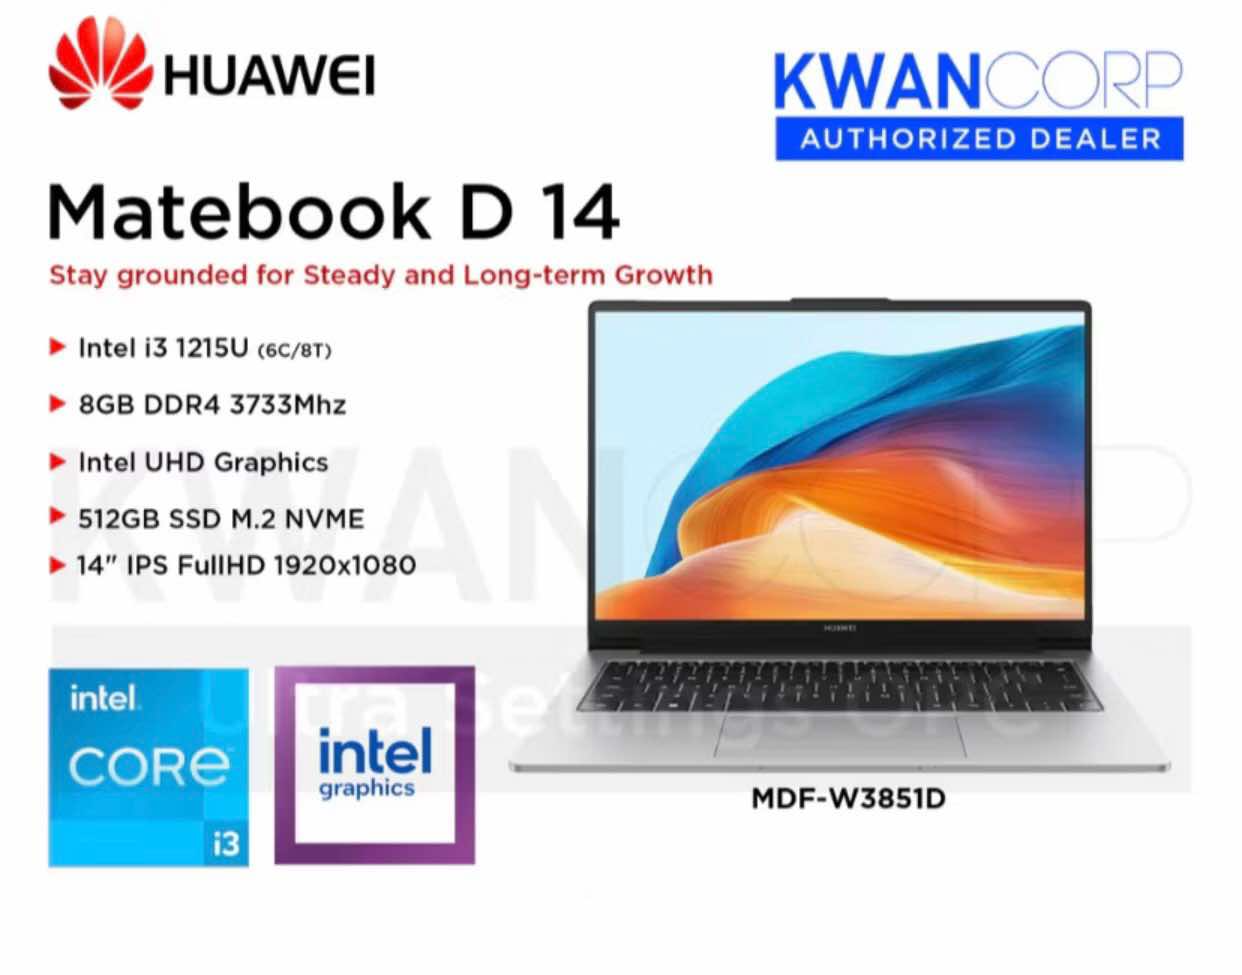 HUAWEI
KWANCORP
AUTHORIZED DEALER
Matebook D 14
Stay grounded for Steady and Long-term Growth
Intel i3 1215U (6C/8T)
8GB DDR4 3733Mhz
Intel UHD Graphics
512GB SSD M.2 NVME
14" IPS FullHD 1920x1080
KWANCORP
HUAWEI
intel.
CORE™
i3
intel
graphics
MDF-W3851D